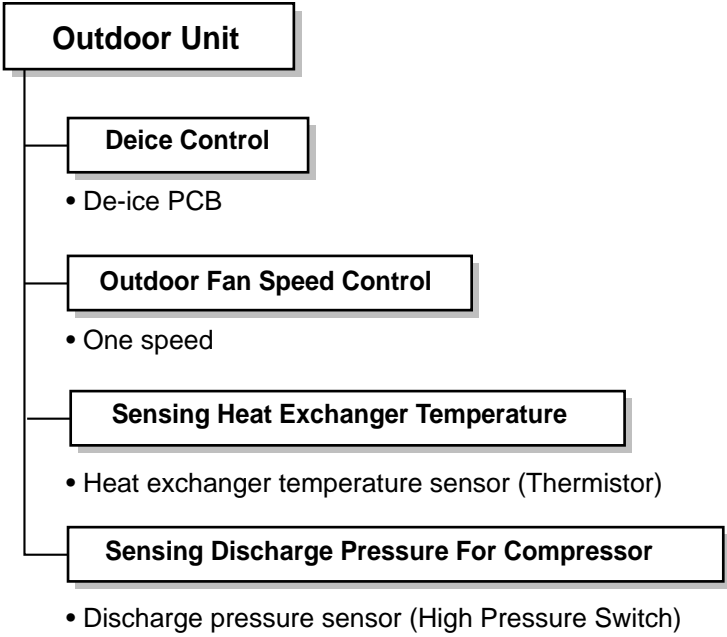 Outdoor Unit
Deice Control
• De-ice PCB
Outdoor Fan Speed Control
• One speed
Sensing Heat Exchanger Temperature
• Heat exchanger temperature sensor (Thermistor)
Sensing Discharge Pressure For Compressor
• Discharge pressure sensor (High Pressure Switch)